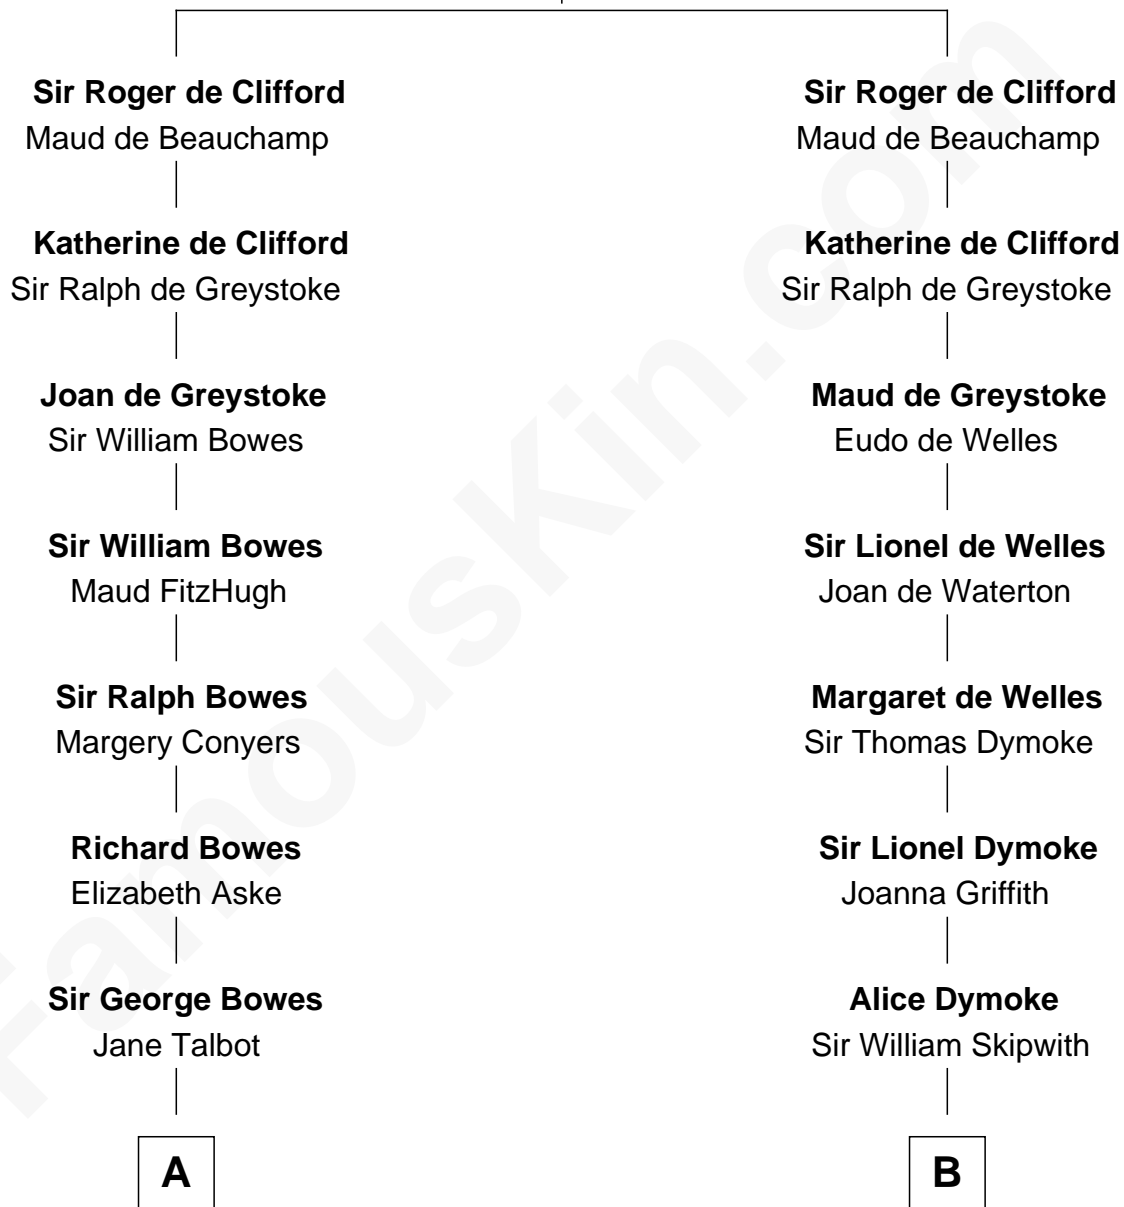 Sir Roger de Clifford
Maud de Beauchamp
Sir Roger de Clifford
Maud de Beauchamp
Katherine de Clifford
Sir Ralph de Greystoke
Katherine de Clifford
Sir Ralph de Greystoke
Joan de Greystoke
Sir William Bowes
Maud de Greystoke
Eudo de Welles
Sir William Bowes
Maud FitzHugh
Sir Lionel de Welles
Joan de Waterton
Sir Ralph Bowes
Margery Conyers
Margaret de Welles
Sir Thomas Dymoke
Richard Bowes
Elizabeth Aske
Sir Lionel Dymoke
Joanna Griffith
Sir George Bowes
Jane Talbot
Alice Dymoke
Sir William Skipwith
A
B
FamousKin.com